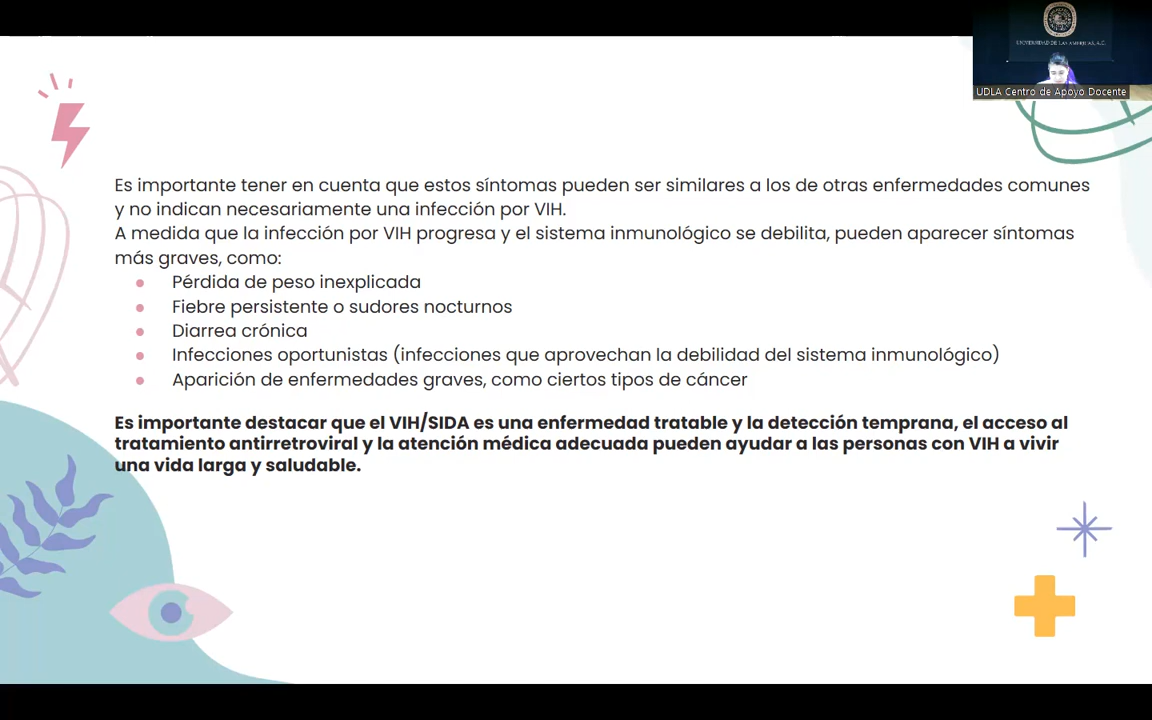 UNIVERSIDAD DE LAS AMERICAS, A.C.
UDLA Centro de Apoyo Docente
Es importante tener en cuenta que estos síntomas pueden ser similares a los de otras enfermedades comunes
y no indican necesariamente una infección por VIH.
A medida que la infección por VIH progresa y el sistema inmunológico se debilita, pueden aparecer síntomas
más graves, como:
● Pérdida de peso inexplicada
● Fiebre persistente o sudores nocturnos
● Diarrea crónica
● Infecciones oportunistas (infecciones que aprovechan la debilidad del sistema inmunológico)
● Aparición de enfermedades graves, como ciertos tipos de cáncer
Es importante destacar que el VIH/SIDA es una enfermedad tratable y la detección temprana, el acceso al
tratamiento antirretroviral y la atención médica adecuada pueden ayudar a las personas con VIH a vivir
una vida larga y saludable.